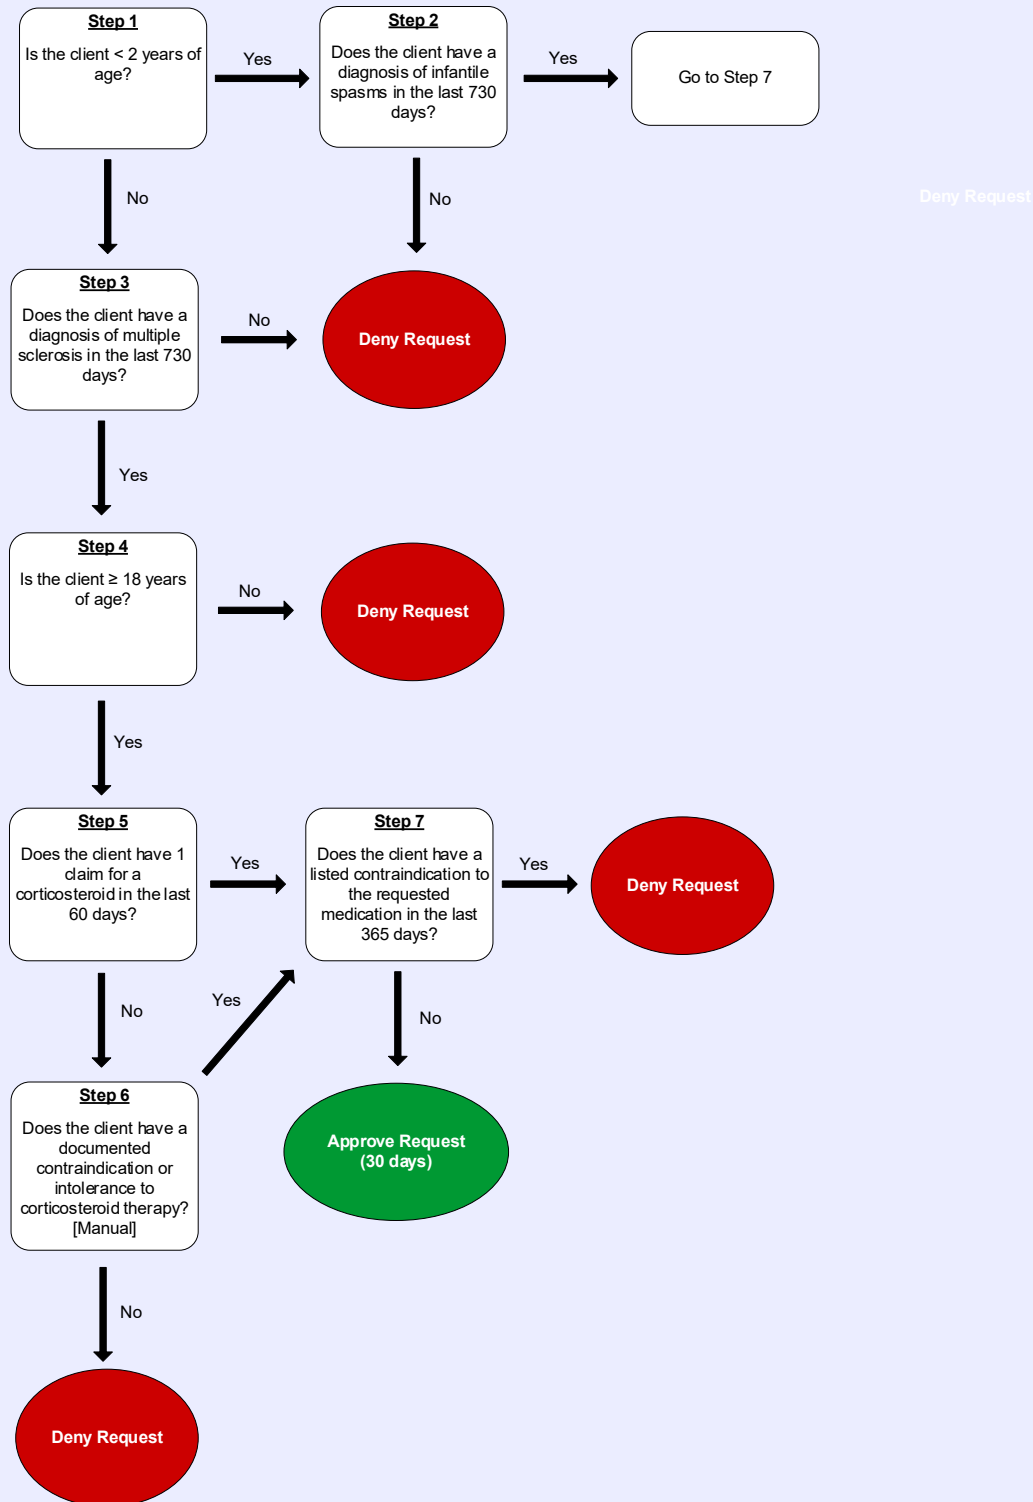 Step 1
Is the client < 2 years of
age?
Yes
Step 2
Does the client have a
diagnosis of infantile
spasms in the last 730
days?
Yes
Go to Step 7
No
No
Deny Request
Step 3
Does the client have a
diagnosis of multiple
sclerosis in the last 730
days?
No
Deny Request
Yes
Step 4
Is the client ≥ 18 years
of age?
No
Deny Request
Yes
Step 5
Does the client have 1
claim for a
corticosteroid in the last
60 days?
Yes
Step 7
Does the client have a
listed contraindication to
the requested
medication in the last
365 days?
Yes
Deny Request
No
Yes
No
Step 6
Does the client have a
documented
contraindication or
intolerance to
corticosteroid therapy?
[Manual]
Approve Request
(30 days)
No
Deny Request